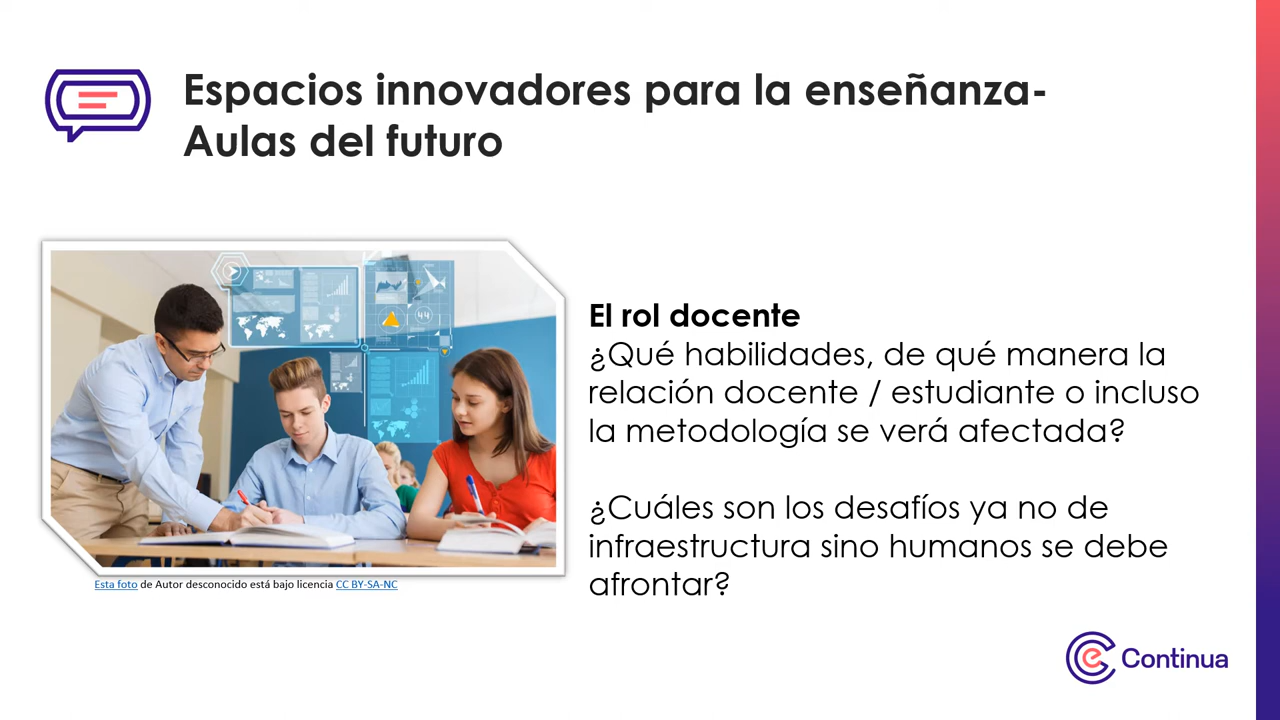 Espacios innovadores para la enseñanza-
Aulas del futuro
44
El rol docente
¿Qué habilidades, de qué manera la
relación docente / estudiante o incluso
la metodología se verá afectada?
¿Cuáles son los desafíos ya no de
infraestructura sino humanos se debe
afrontar?
Esta foto de Autor desconocido está bajo licencia CC BY-SA-NC
Continua